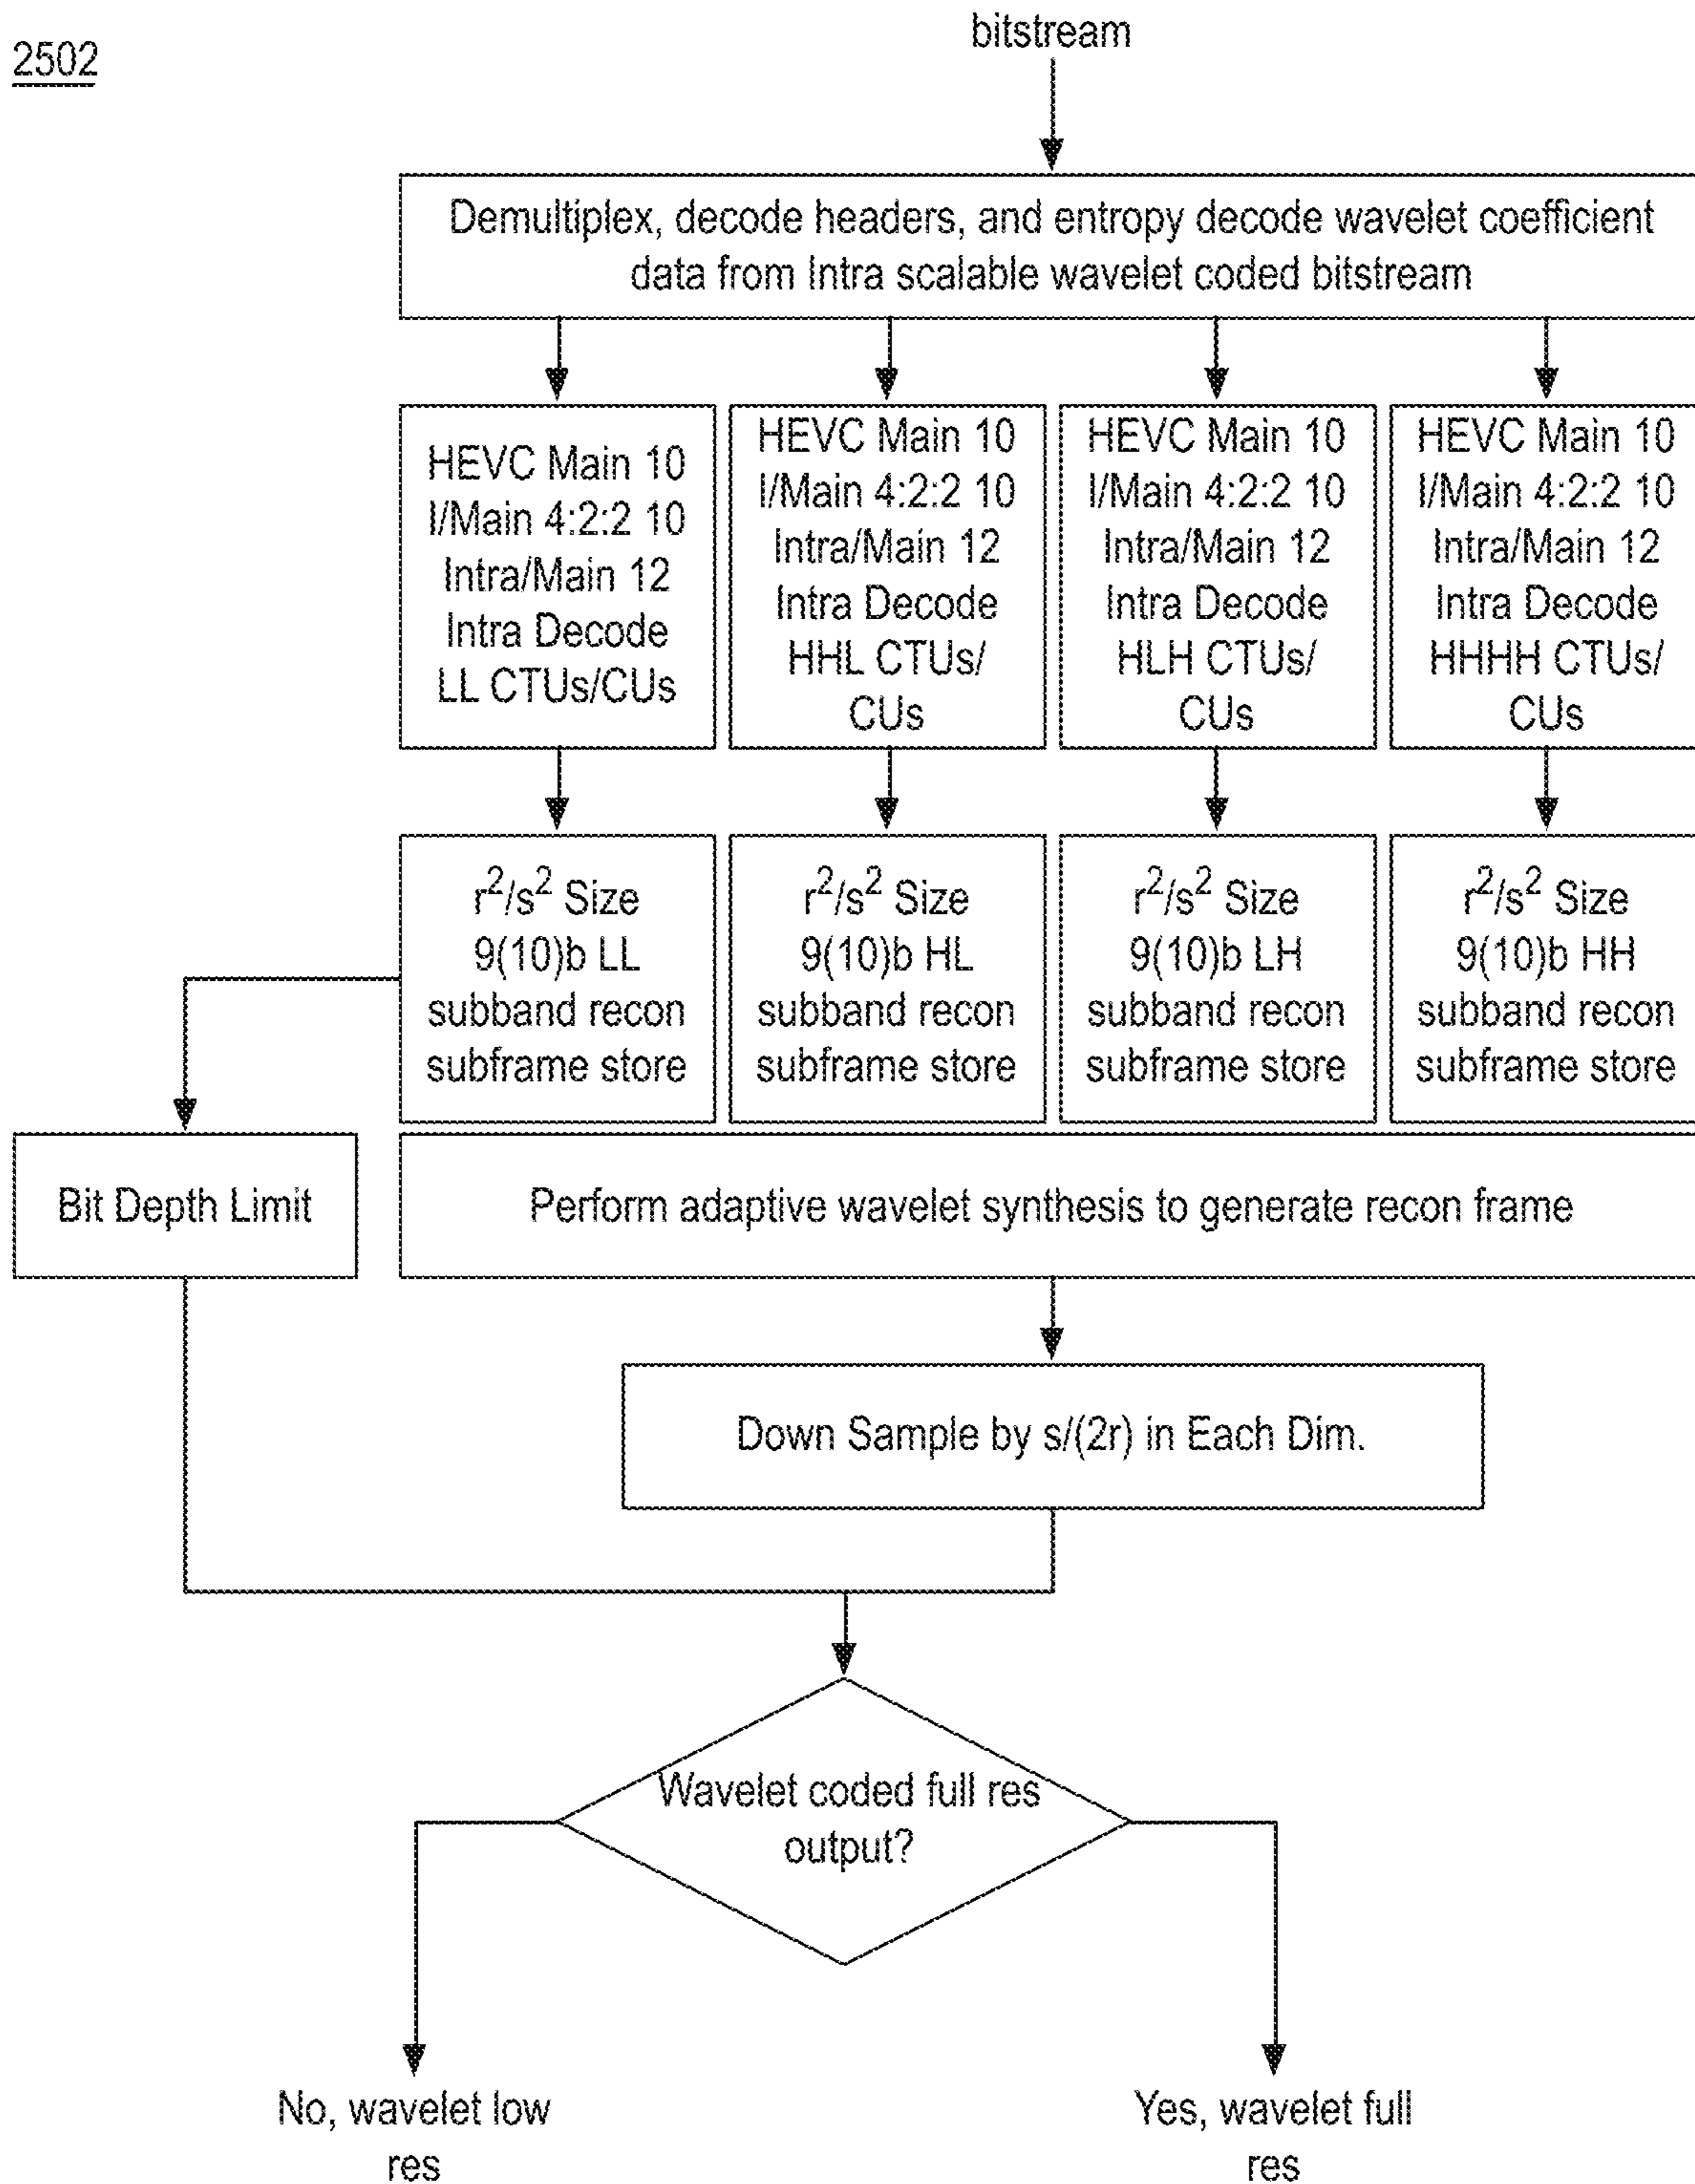 2502
bitstream
Demultiplex, decode headers, and entropy decode wavelet coefficient
data from Intra scalable wavelet coded bitstream
HEVC Main 10
I/Main 4:2:2 10
Intra/Main 12
Intra Decode
LL CTUs/CUs
HEVC Main 10
I/Main 4:2:2 10
Intra/Main 12
Intra Decode
HHL CTUs/
CUs
HEVC Main 10
I/Main 4:2:2 10
Intra/Main 12
Intra Decode
HLH CTUs/
CUs
HEVC Main 10
I/Main 4:2:2 10
Intra/Main 12
Intra Decode
HHHH CTUs/
CUs
r²/s² Size
9(10)b LL
subband recon
subframe store
r²/s² Size
9(10)b HL
subband recon
subframe store
r²/s² Size
9(10)b LH
subband recon
subframe store
r²/s² Size
9(10)b HH
subband recon
subframe store
Bit Depth Limit
Perform adaptive wavelet synthesis to generate recon frame
Down Sample by s/(2r) in Each Dim.
Wavelet coded full res
output?
No, wavelet low
res
Yes, wavelet full
res